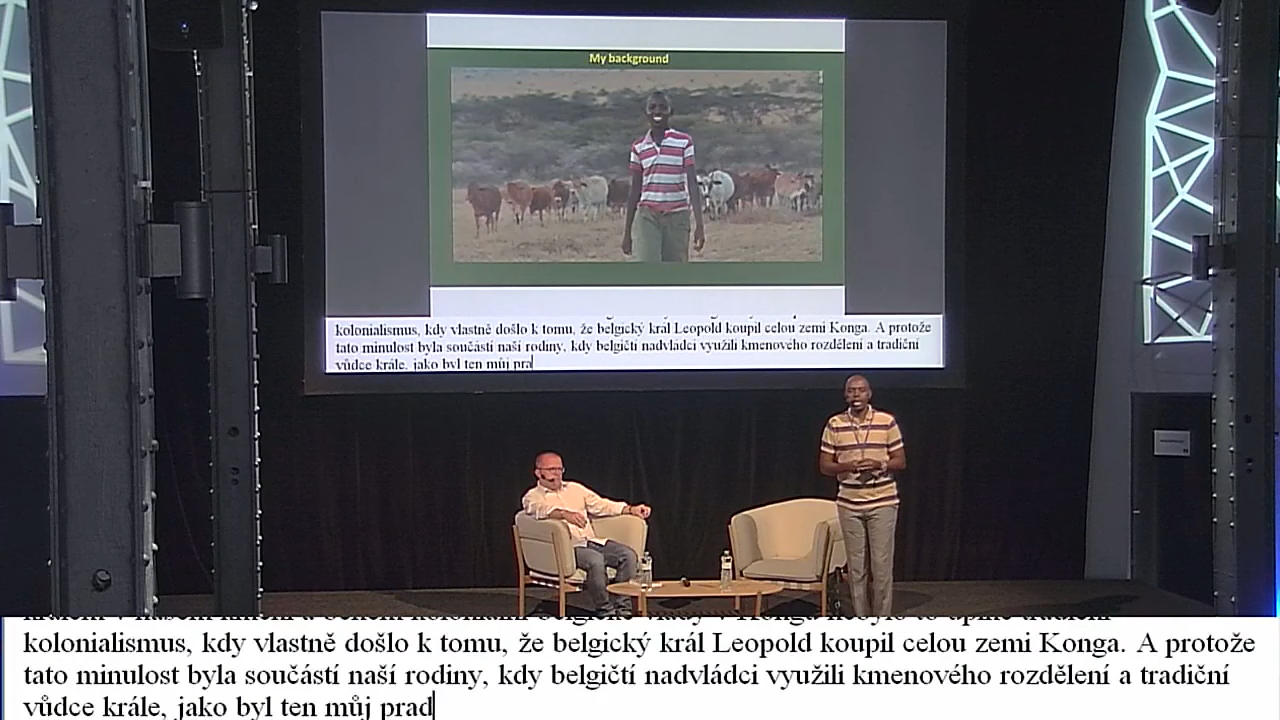 My background
kolonialismus, kdy vlastně došlo k tomu, že belgický král Leopold koupil celou zemi Konga. A protože
tato minulost byla součástí naší rodiny, kdy belgičtí nadvládci využili kmenového rozdělení a tradiční
vůdce krále, jako byl ten můj pra
kolonialismus, kdy vlastně došlo k tomu, že belgický král Leopold koupil celou zemi Konga. A protože
tato minulost byla součástí naší rodiny, kdy belgičtí nadvládci využili kmenového rozdělení a tradiční
vůdce krále, jako byl ten můj prad